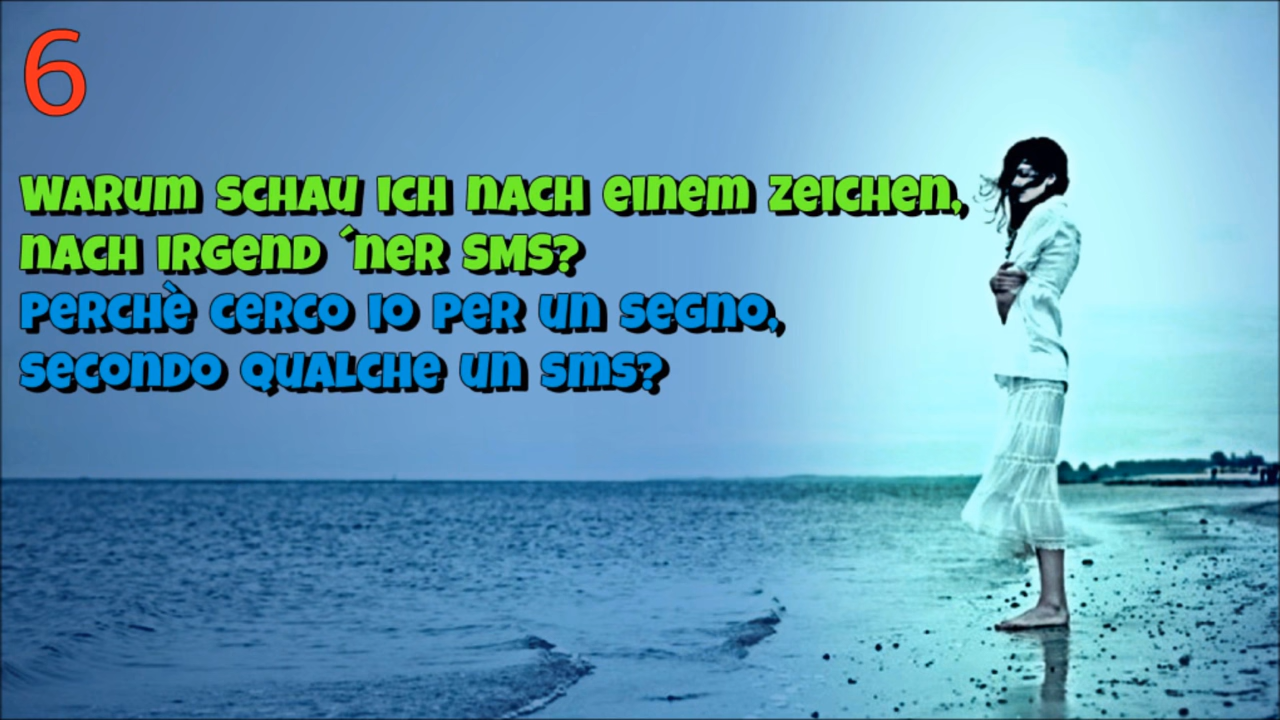 6
Warum schau ich nach einem Zeichen,
nach irgend ´ner SMS?
Perchè cerco io per un segno,
secondo qualche un sms?